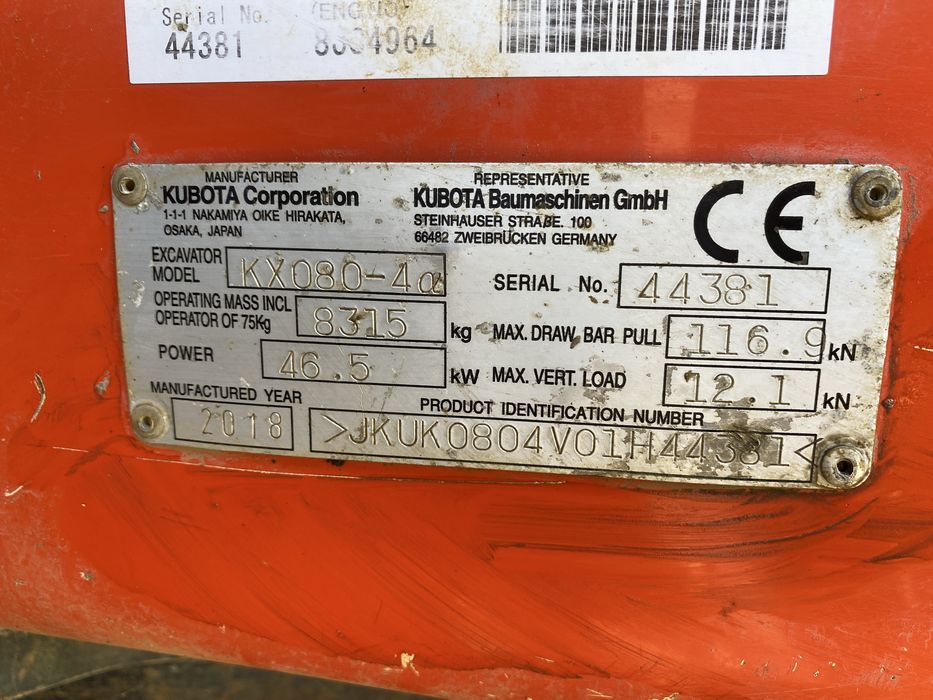 Serial No. (ENG.NO)
44381
MANUFACTURER
KUBOTA Corporation
1-1-1 NAKAMIYA OIKE HIRAKATA,
OSAKA, JAPAN
REPRESENTATIVE
KUBOTA Baumaschinen GmbH
STEINHAUSER STRAßE. 100
66482 ZWEIBRÜCKEN GERMANY
CE
EXCAVATOR
MODEL KX080-4α
SERIAL No. 44381
OPERATING MASS INCL
OPERATOR OF 75Kg 8315 kg
MAX. DRAW BAR PULL 116.9 kN
POWER 46.5 kW
MAX. VERT. LOAD 12.1 kN
MANUFACTURED YEAR
2018
PRODUCT IDENTIFICATION NUMBER
>JKUK0804V01H44381<